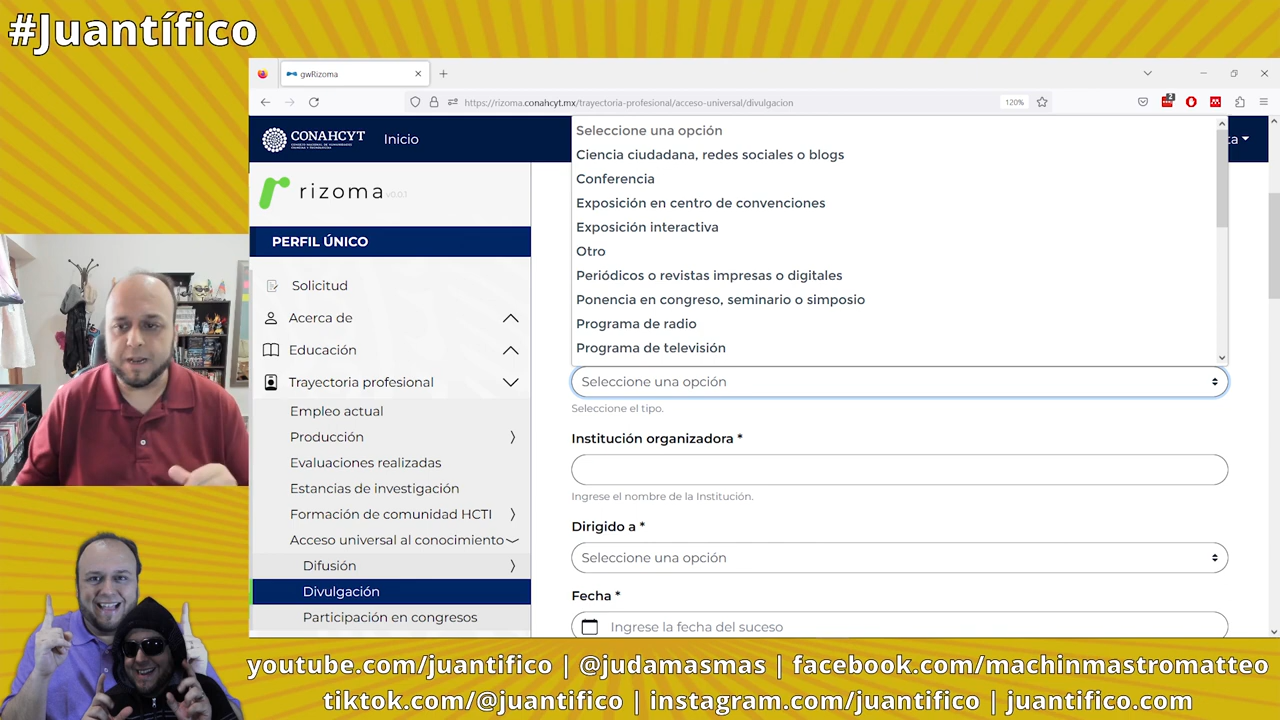 #Juantífico
gwRizoma
https://rizoma.conahcyt.mx/trayectoria-profesional/acceso-universal/divulgacion
120%
2
CONAHCYT
Inicio
ta
rizoma v0.0.1
PERFIL ÚNICO
Solicitud
Acerca de
Educación
Trayectoria profesional
Empleo actual
Producción
Evaluaciones realizadas
Estancias de investigación
Formación de comunidad HCTI
Acceso universal al conocimiento
Difusión
Divulgación
Participación en congresos
Seleccione una opción
Ciencia ciudadana, redes sociales o blogs
Conferencia
Exposición en centro de convenciones
Exposición interactiva
Otro
Periódicos o revistas impresas o digitales
Ponencia en congreso, seminario o simposio
Programa de radio
Programa de televisión
Seleccione una opción
Seleccione el tipo.
Institución organizadora *
Ingrese el nombre de la Institución.
Dirigido a *
Seleccione una opción
Fecha *
Ingrese la fecha del suceso
youtube.com/juantifico | @judamasmas | facebook.com/machinmastromatteo
tiktok.com/@juantifico | instagram.com/juantifico | juantifico.com